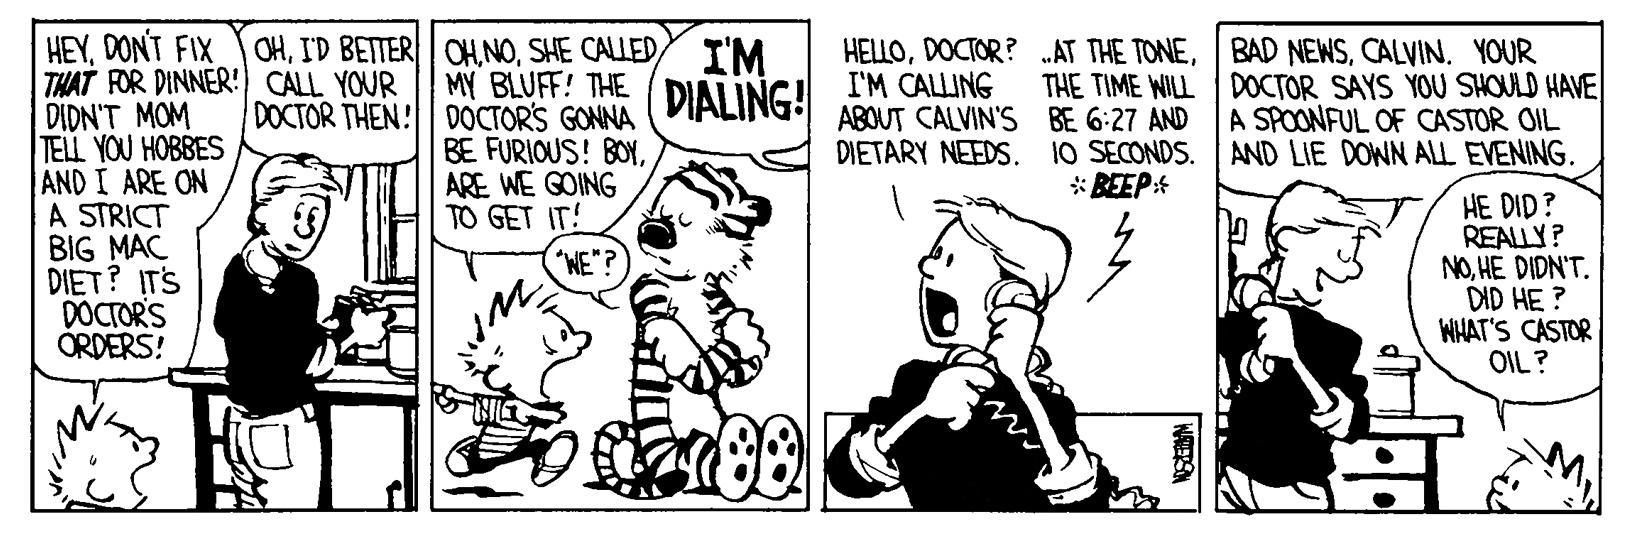 HEY, DON'T FIX
THAT FOR DINNER!
DIDN'T MOM
TELL YOU HOBBES
AND I ARE ON
A STRICT
BIG MAC
DIET? IT'S
DOCTOR'S
ORDERS!
OH, I'D BETTER
CALL YOUR
DOCTOR THEN!
OH, NO, SHE CALLED
MY BLUFF! THE
DOCTOR'S GONNA
BE FURIOUS! BOY,
ARE WE GOING
TO GET IT!
"WE"?
I'M
DIALING!
HELLO, DOCTOR?
I'M CALLING
ABOUT CALVIN'S
DIETARY NEEDS.
..AT THE TONE,
THE TIME WILL
BE 6:27 AND
10 SECONDS.
*BEEP*
WATTERSON
BAD NEWS, CALVIN. YOUR
DOCTOR SAYS YOU SHOULD HAVE
A SPOONFUL OF CASTOR OIL
AND LIE DOWN ALL EVENING.
HE DID?
REALLY?
NO, HE DIDN'T.
DID HE?
WHAT'S CASTOR
OIL?